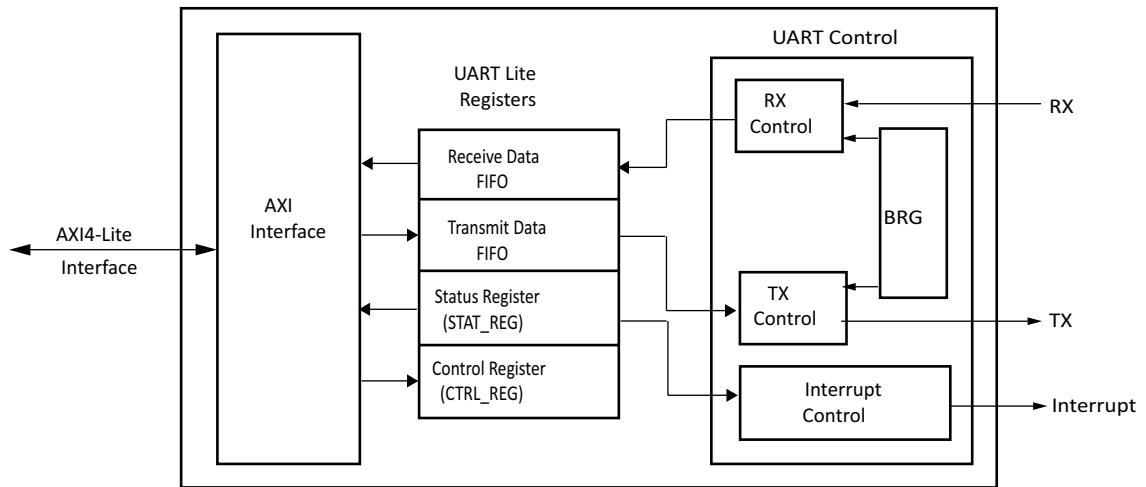 UART Control
UART Lite
Registers
RX
Control
RX
Receive Data
FIFO
AXI
Interface
BRG
Transmit Data
FIFO
AXI4-Lite
Interface
Status Register
(STAT_REG)
TX
Control
TX
Control Register
(CTRL_REG)
Interrupt
Control
Interrupt